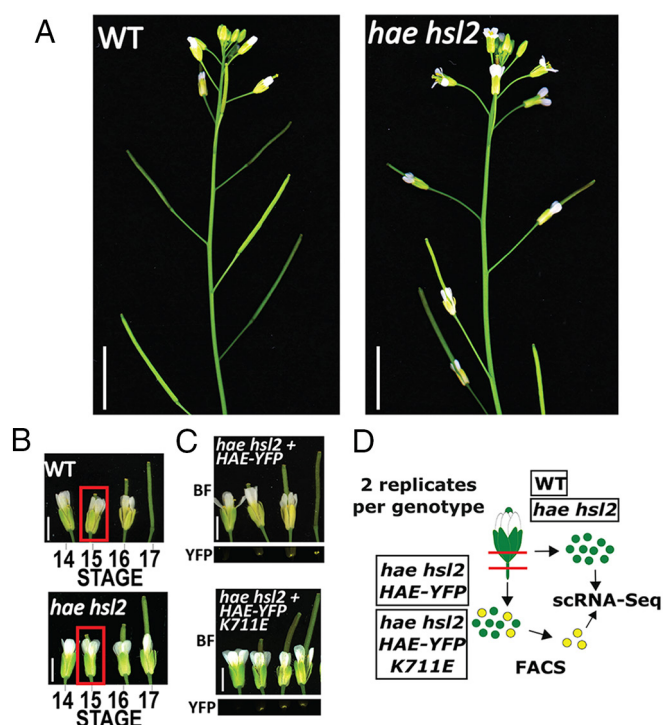 A
WT
hae hsl2
B
WT
14 15 16 17
STAGE
hae hsl2
14 15 16 17
STAGE
C
hae hsl2 +
HAE-YFP
BF
YFP
hae hsl2 +
HAE-YFP
K711E
BF
YFP
D
2 replicates
per genotype
WT
hae hsl2
hae hsl2
HAE-YFP
hae hsl2
HAE-YFP
K711E
scRNA-Seq
FACS